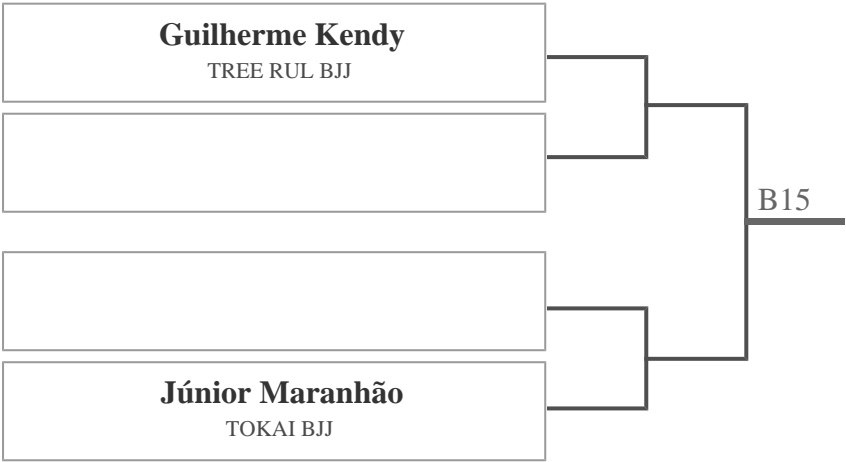 Guilherme Kendy
TREE RUL BJJ
B15
Júnior Maranhão
TOKAI BJJ